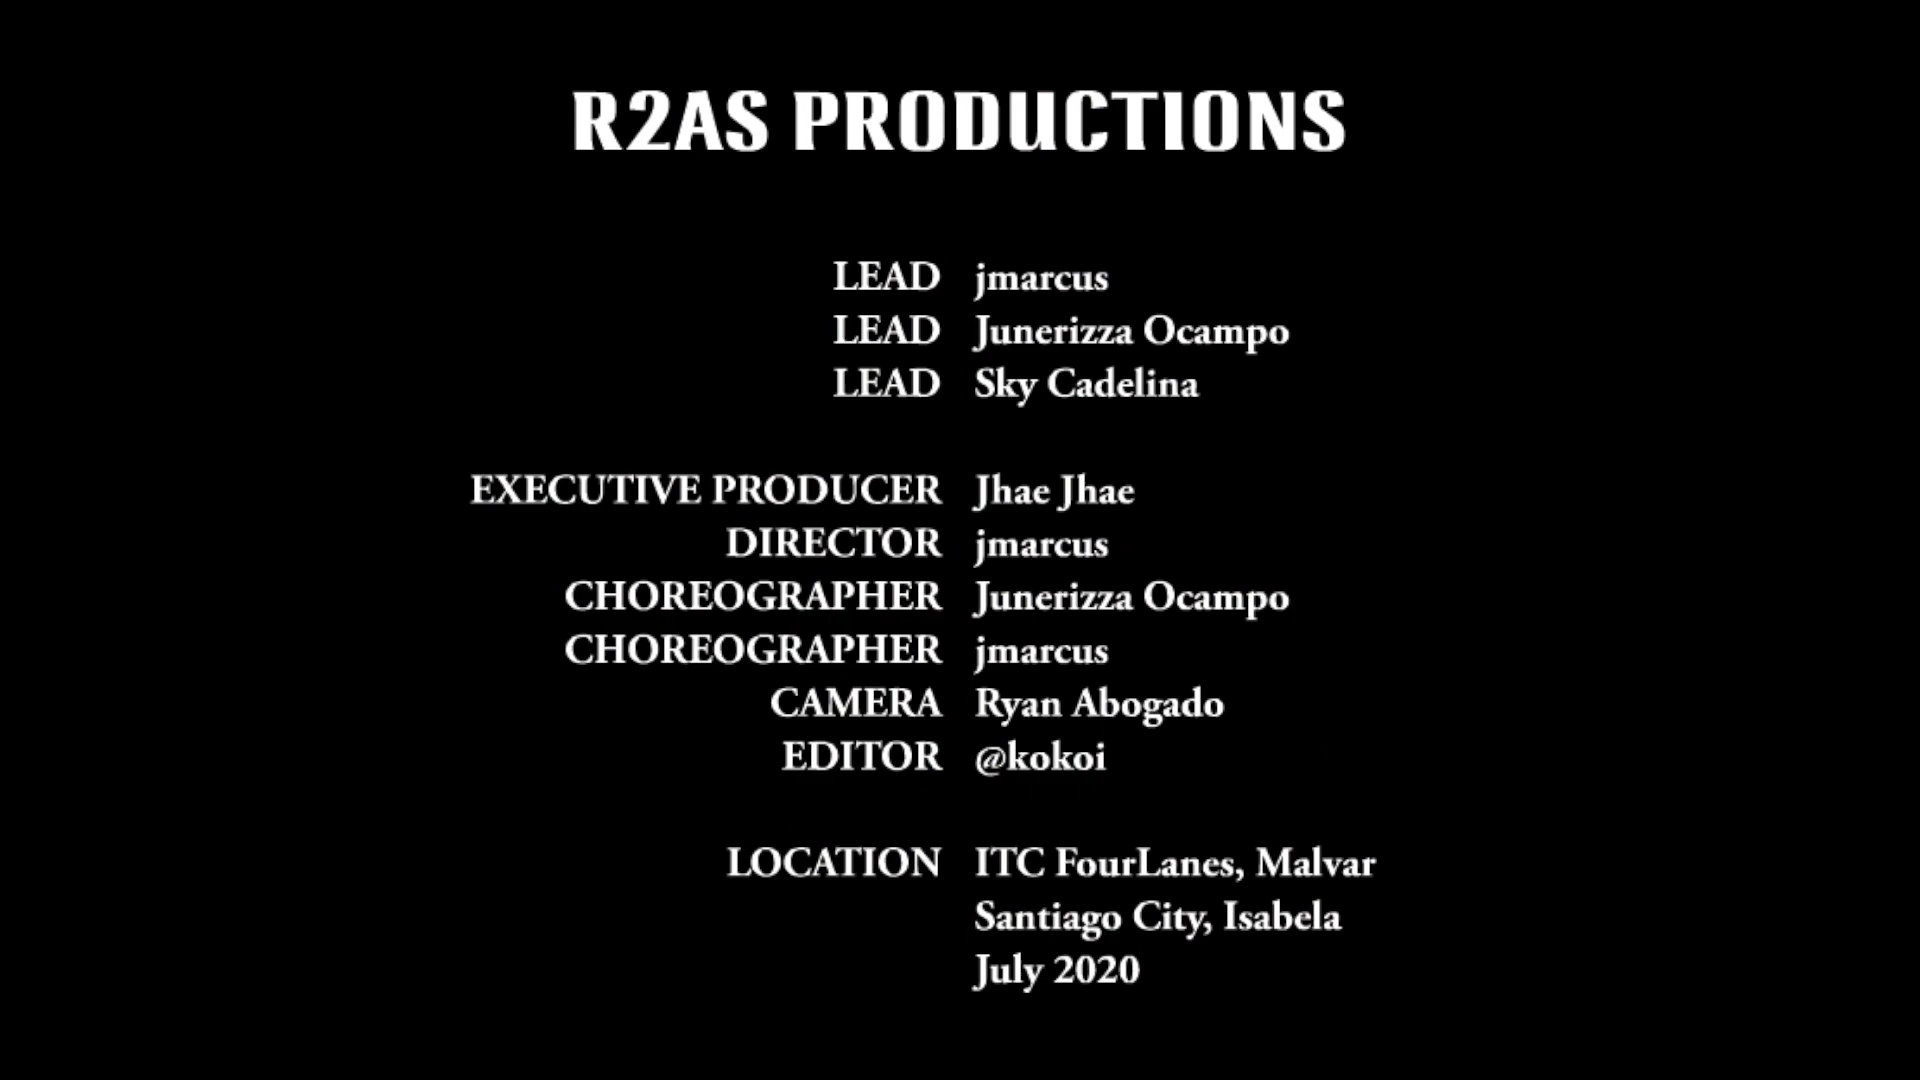 R2AS PRODUCTIONS
LEAD jmarcus
LEAD Junerizza Ocampo
LEAD Sky Cadelina
EXECUTIVE PRODUCER Jhae Jhae
DIRECTOR jmarcus
CHOREOGRAPHER Junerizza Ocampo
CHOREOGRAPHER jmarcus
CAMERA Ryan Abogado
EDITOR @kokoi
LOCATION ITC FourLanes, Malvar
Santiago City, Isabela
July 2020